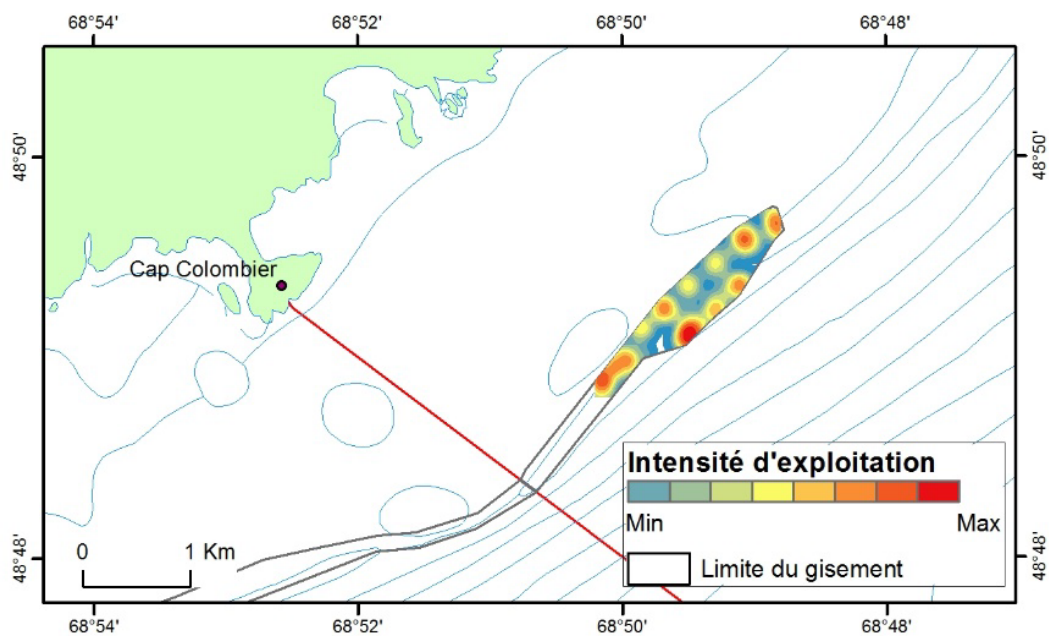 68°54' 68°52' 68°50' 68°48'
48°50' 48°50'
Cap Colombier
Intensité d'exploitation
Min Max
0 1 Km
Limite du gisement
48°48' 48°48'
68°54' 68°52' 68°50' 68°48'